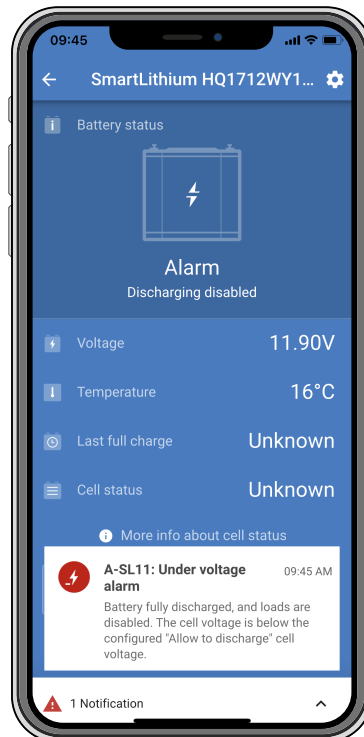 09:45
SmartLithium HQ1712WY1...
Battery status
Alarm
Discharging disabled
Voltage 11.90V
Temperature 16°C
Last full charge Unknown
Cell status Unknown
More info about cell status
A-SL11: Under voltage 09:45 AM
alarm
Battery fully discharged, and loads are
disabled. The cell voltage is below the
configured "Allow to discharge" cell
voltage.
1 Notification